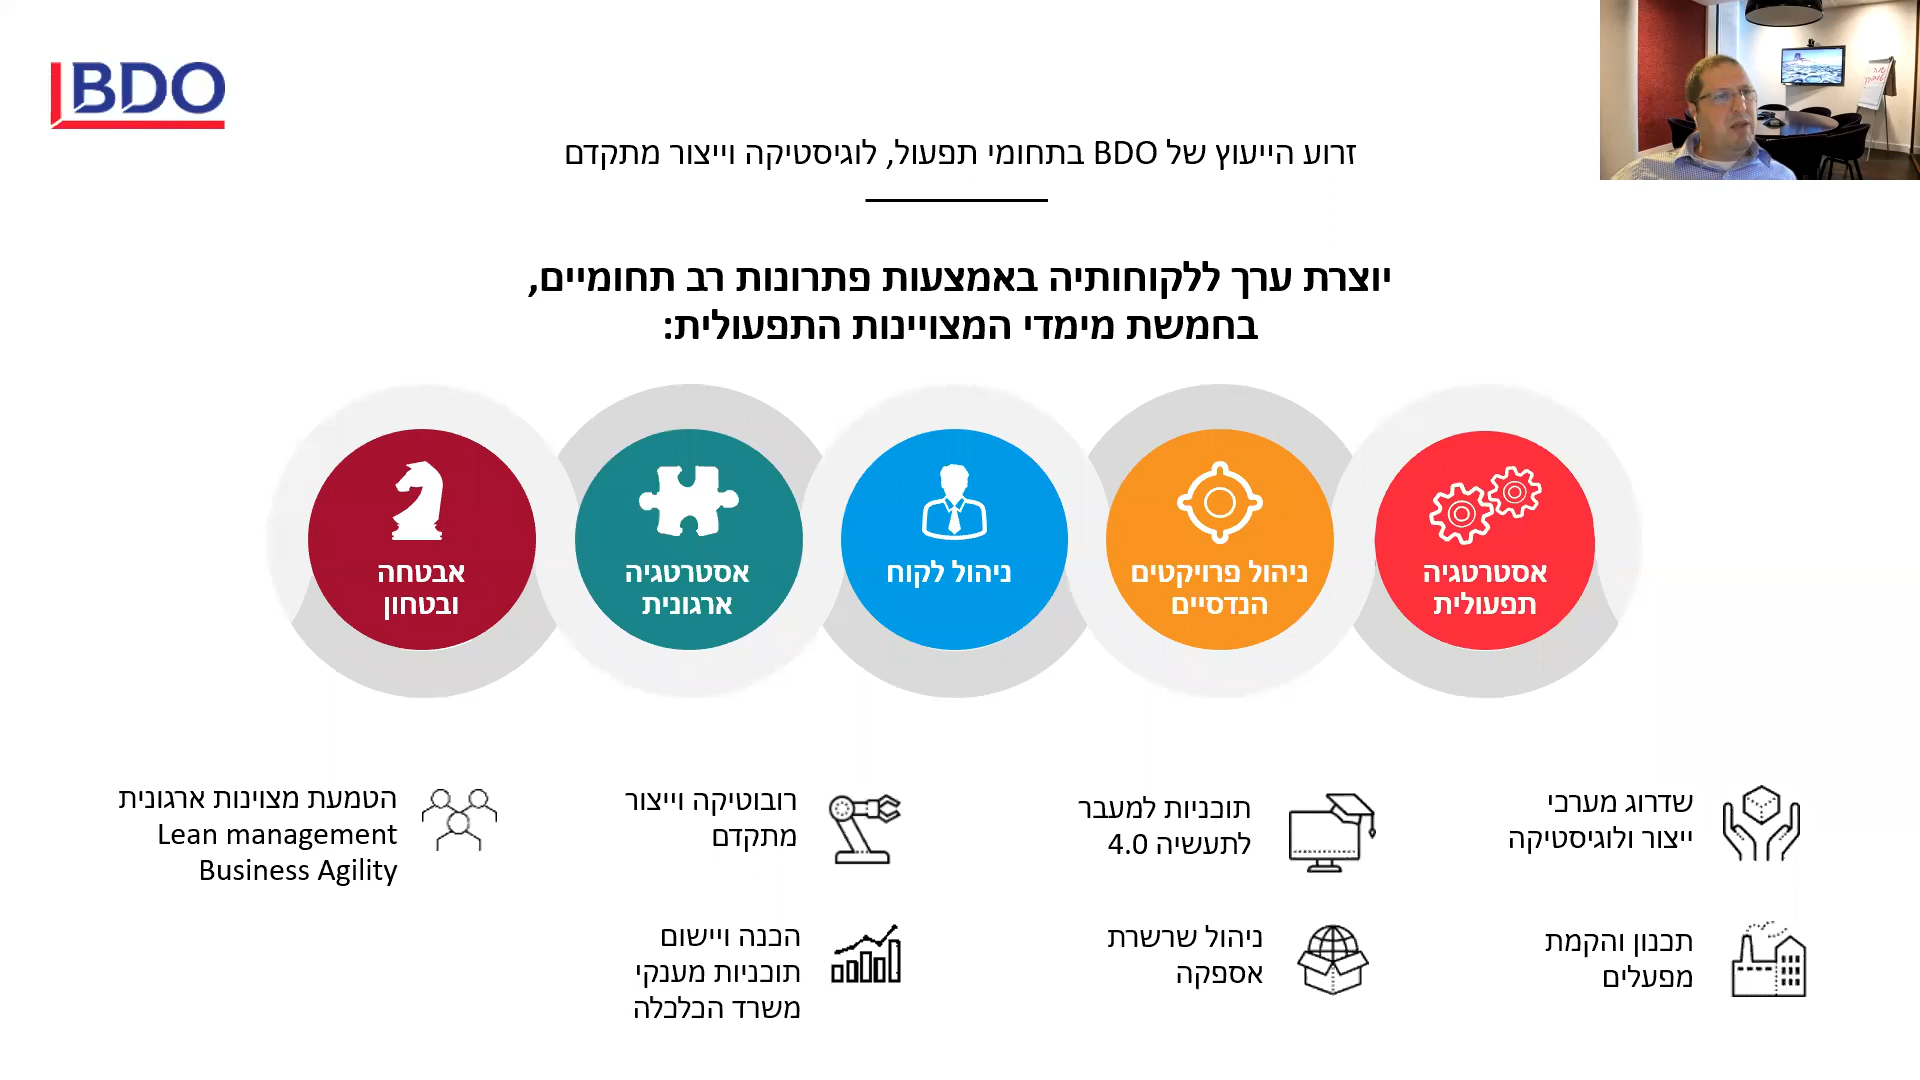 BDO
זרוע הייעוץ של BDO בתחומי תפעול, לוגיסטיקה וייצור מתקדם
יוצרת ערך ללקוחותיה באמצעות פתרונות רב תחומיים,
בחמשת מימדי המצויינות התפעולית:
אסטרטגיה
תפעולית
ניהול פרויקטים
הנדסיים
ניהול לקוח
אסטרטגיה
ארגונית
אבטחה
ובטחון
שדרוג מערכי
ייצור ולוגיסטיקה
תוכניות למעבר
לתעשיה 4.0
רובוטיקה וייצור
מתקדם
הטמעת מצוינות ארגונית
Lean management
Business Agility
תכנון והקמת
מפעלים
ניהול שרשרת
אספקה
הכנה ויישום
תוכניות מענקי
משרד הכלכלה